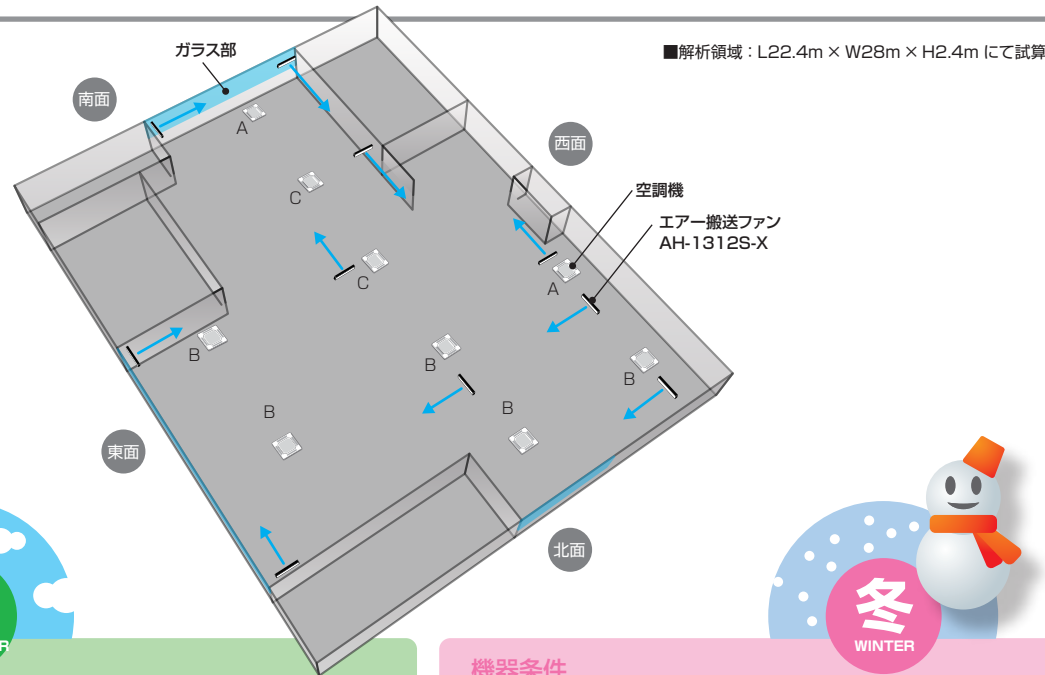 ガラス部
■解析領域：L22.4m × W28m × H2.4m にて試算
南面
A
西面
C
空調機
エアー搬送ファン
AH-1312S-X
C
A
B
B
B
B
B
東面
北面
冬
WINTER
R
機器条件